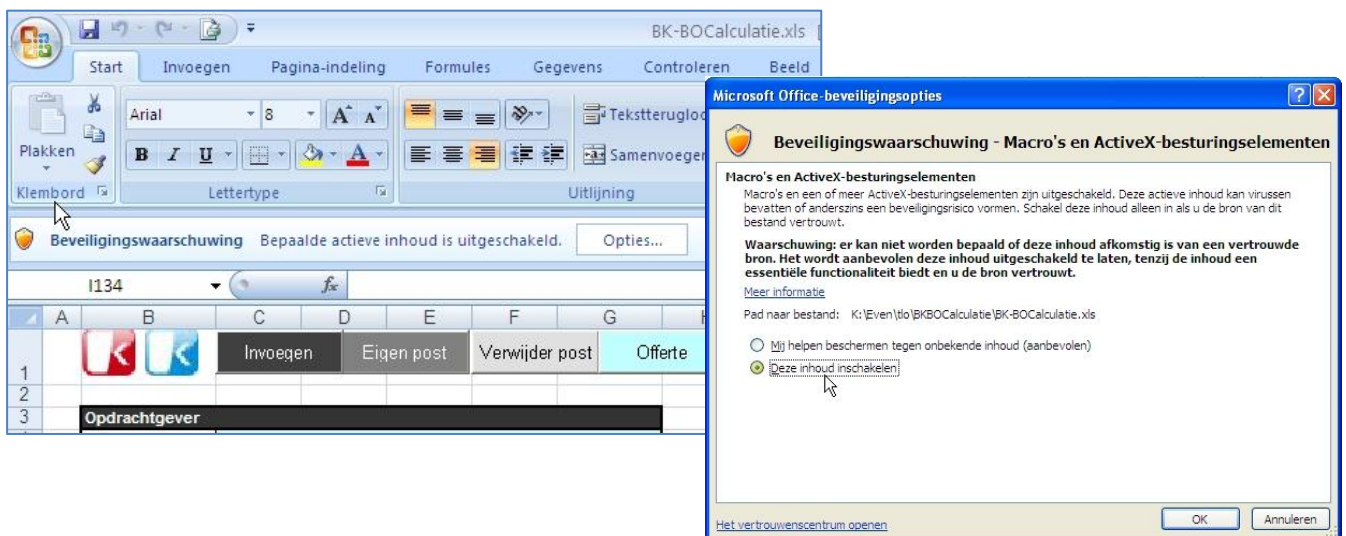 BK-BOCalculatie.xls
Start Invoegen Pagina-indeling Formules Gegevens Controleren Beeld
Plakken
Arial 8 A A
B I U A
Samenvoegen
Klembord Lettertype Uitlijning
Beveiligingswaarschuwing Bepaalde actieve inhoud is uitgeschakeld. Opties...
I134 fx
A B C D E F G
Invoegen Eigen post Verwijder post Offerte
1
2
3 Opdrachtgever
Microsoft Office-beveiligingsopties
Beveiligingswaarschuwing - Macro's en ActiveX-besturingselementen
Macro's en ActiveX-besturingselementen
Macro's en een of meer ActiveX-besturingselementen zijn uitgeschakeld. Deze actieve inhoud kan virussen
bevatten of anderszins een beveiligingsrisico vormen. Schakel deze inhoud alleen in als u de bron van dit
bestand vertrouwt.
Waarschuwing: er kan niet worden bepaald of deze inhoud afkomstig is van een vertrouwde
bron. Het wordt aanbevolen deze inhoud uitgeschakeld te laten, tenzij de inhoud een
essentiële functionaliteit biedt en u de bron vertrouwt.
Meer informatie
Pad naar bestand: K:\Even\tlo\BKBOCalculatie\BK-BOCalculatie.xls
Mij helpen beschermen tegen onbekende inhoud (aanbevolen)
Deze inhoud inschakelen
Het vertrouwenscentrum openen OK Annuleren